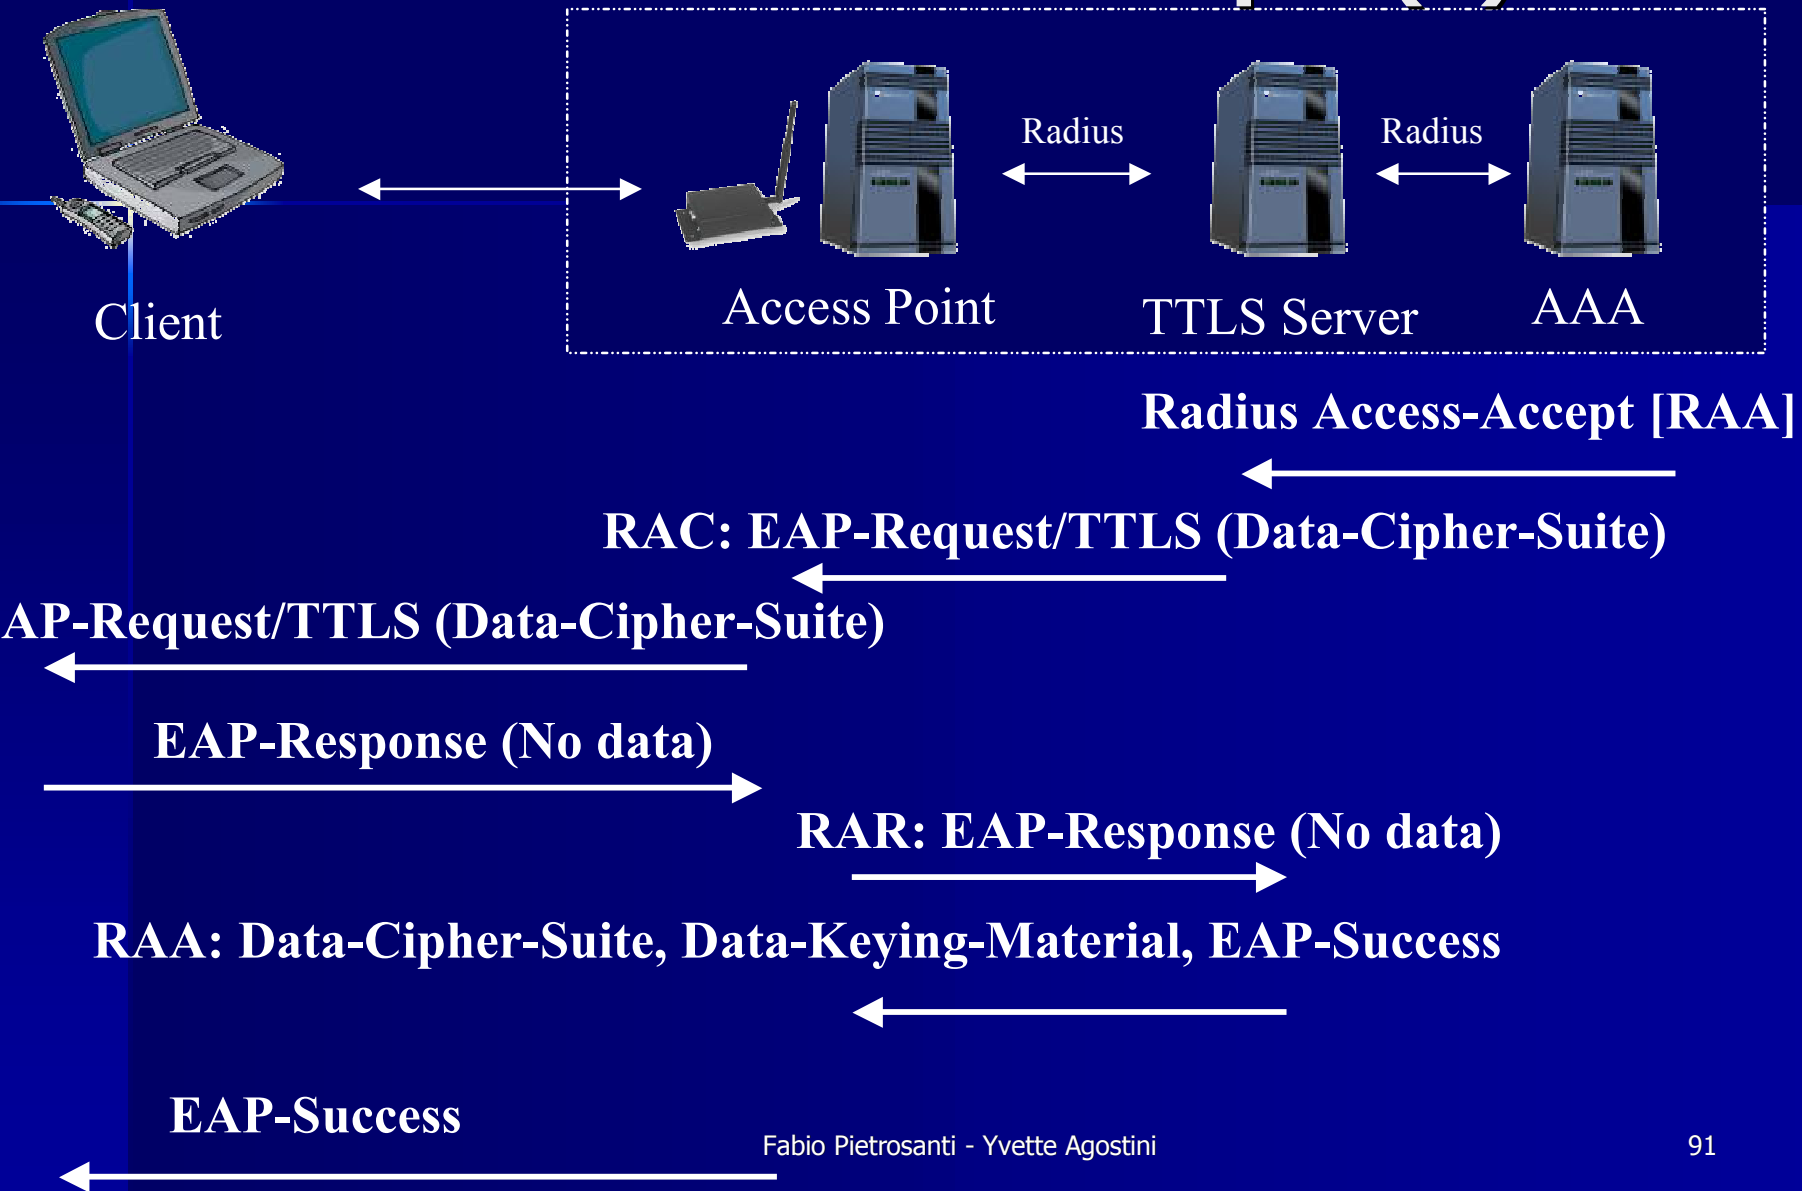 Radius
Radius
Client
Access Point
TTLS Server
AAA
Radius Access-Accept [RAA]
RAC: EAP-Request/TTLS (Data-Cipher-Suite)
AP-Request/TTLS (Data-Cipher-Suite)
EAP-Response (No data)
RAR: EAP-Response (No data)
RAA: Data-Cipher-Suite, Data-Keying-Material, EAP-Success
EAP-Success
Fabio Pietrosanti - Yvette Agostini
91